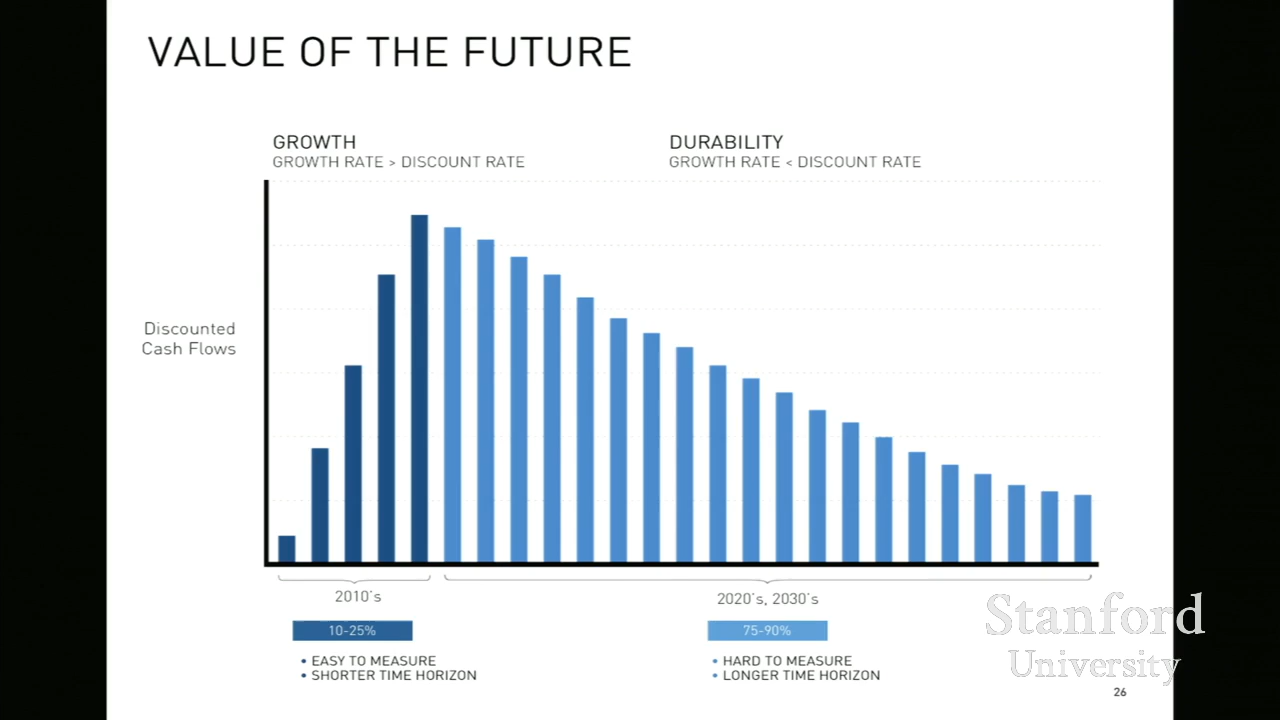 VALUE OF THE FUTURE
GROWTH
GROWTH RATE > DISCOUNT RATE
DURABILITY
GROWTH RATE < DISCOUNT RATE
Discounted
Cash Flows
2010's
2020's, 2030's
10-25%
75-90%
• EASY TO MEASURE
• SHORTER TIME HORIZON
• HARD TO MEASURE
• LONGER TIME HORIZON
Stanford
University
26